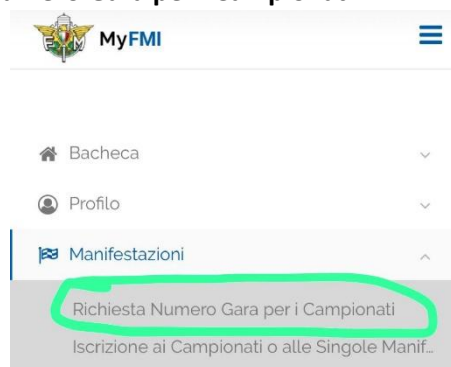 MyFMI
Bacheca
Profilo
Manifestazioni
Richiesta Numero Gara per i Campionati
Iscrizione ai Campionati o alle Singole Manif...